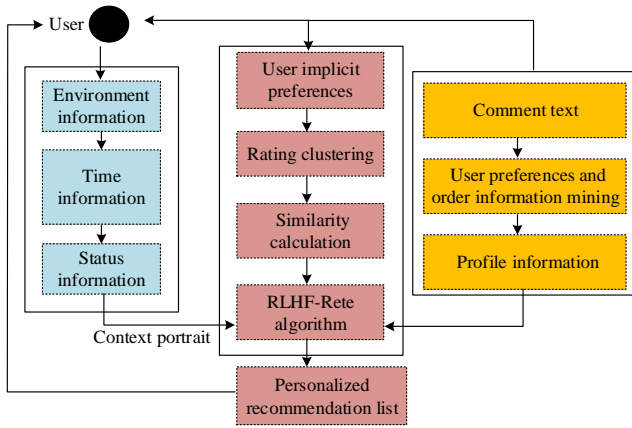 User
Environment
information
Time
information
Status
information
Context portrait
User implicit
preferences
Rating clustering
Similarity
calculation
RLHF-Rete
algorithm
Personalized
recommendation list
Comment text
User preferences and
order information mining
Profile information